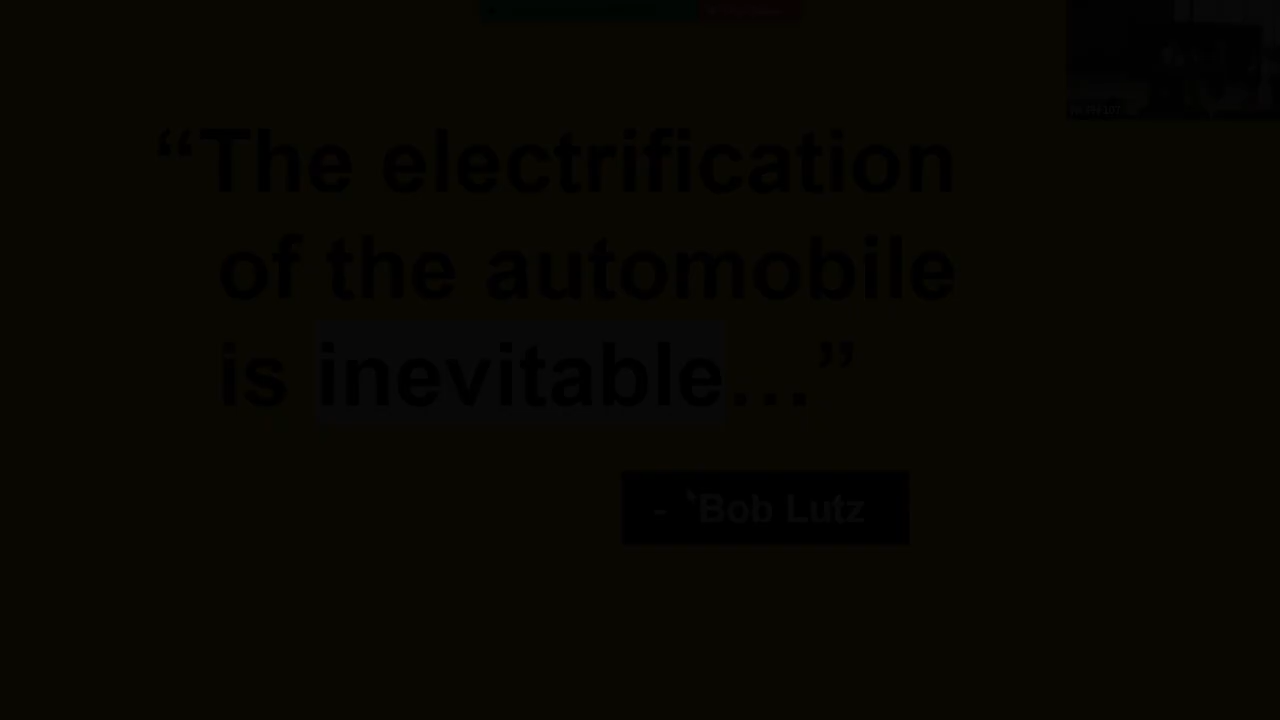 “The electrification
of the automobile
is inevitable…”
- `Bob Lutz